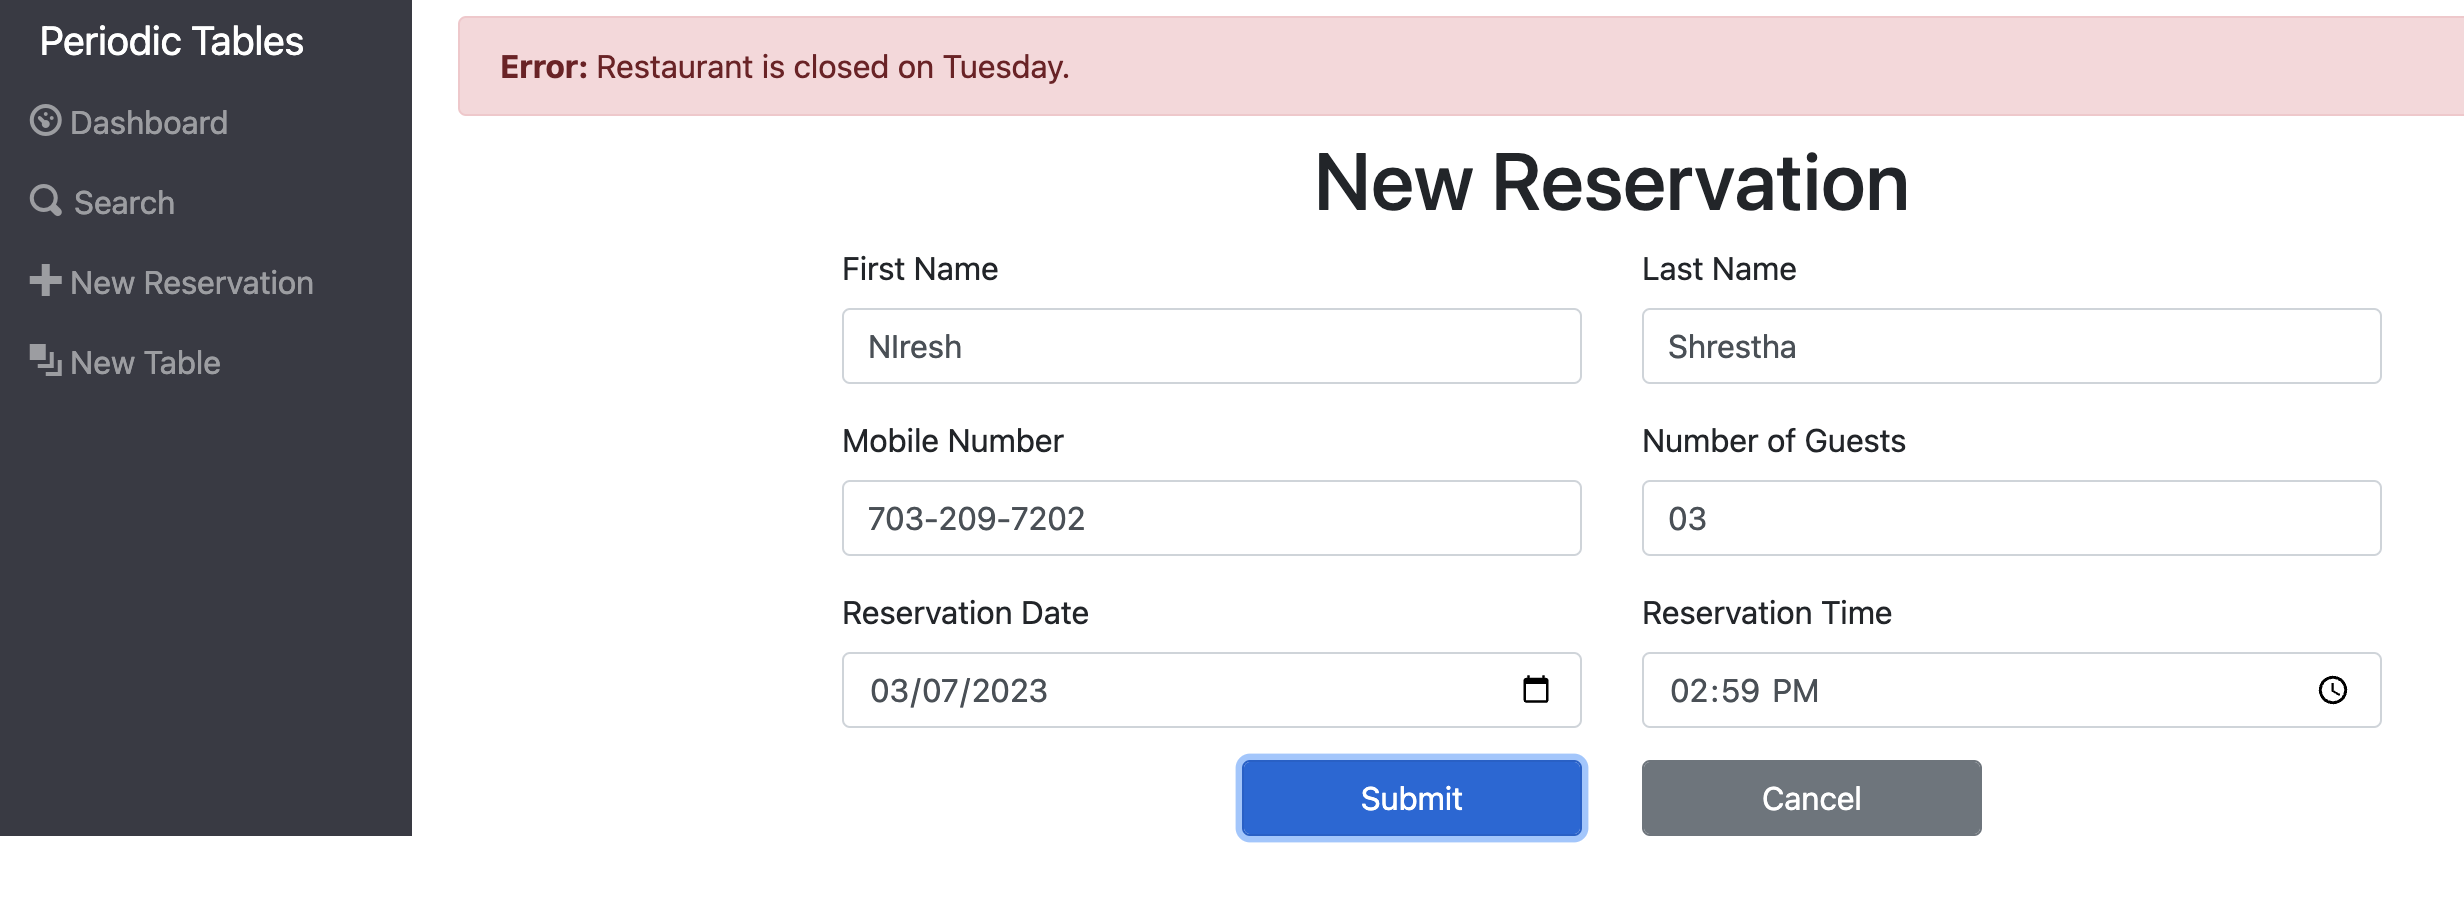 Periodic Tables
Dashboard
Search
New Reservation
New Table
Error: Restaurant is closed on Tuesday.
New Reservation
First Name
Last Name
NIresh
Shrestha
Mobile Number
Number of Guests
703-209-7202
03
Reservation Date
Reservation Time
03/07/2023
02:59 PM
Submit
Cancel